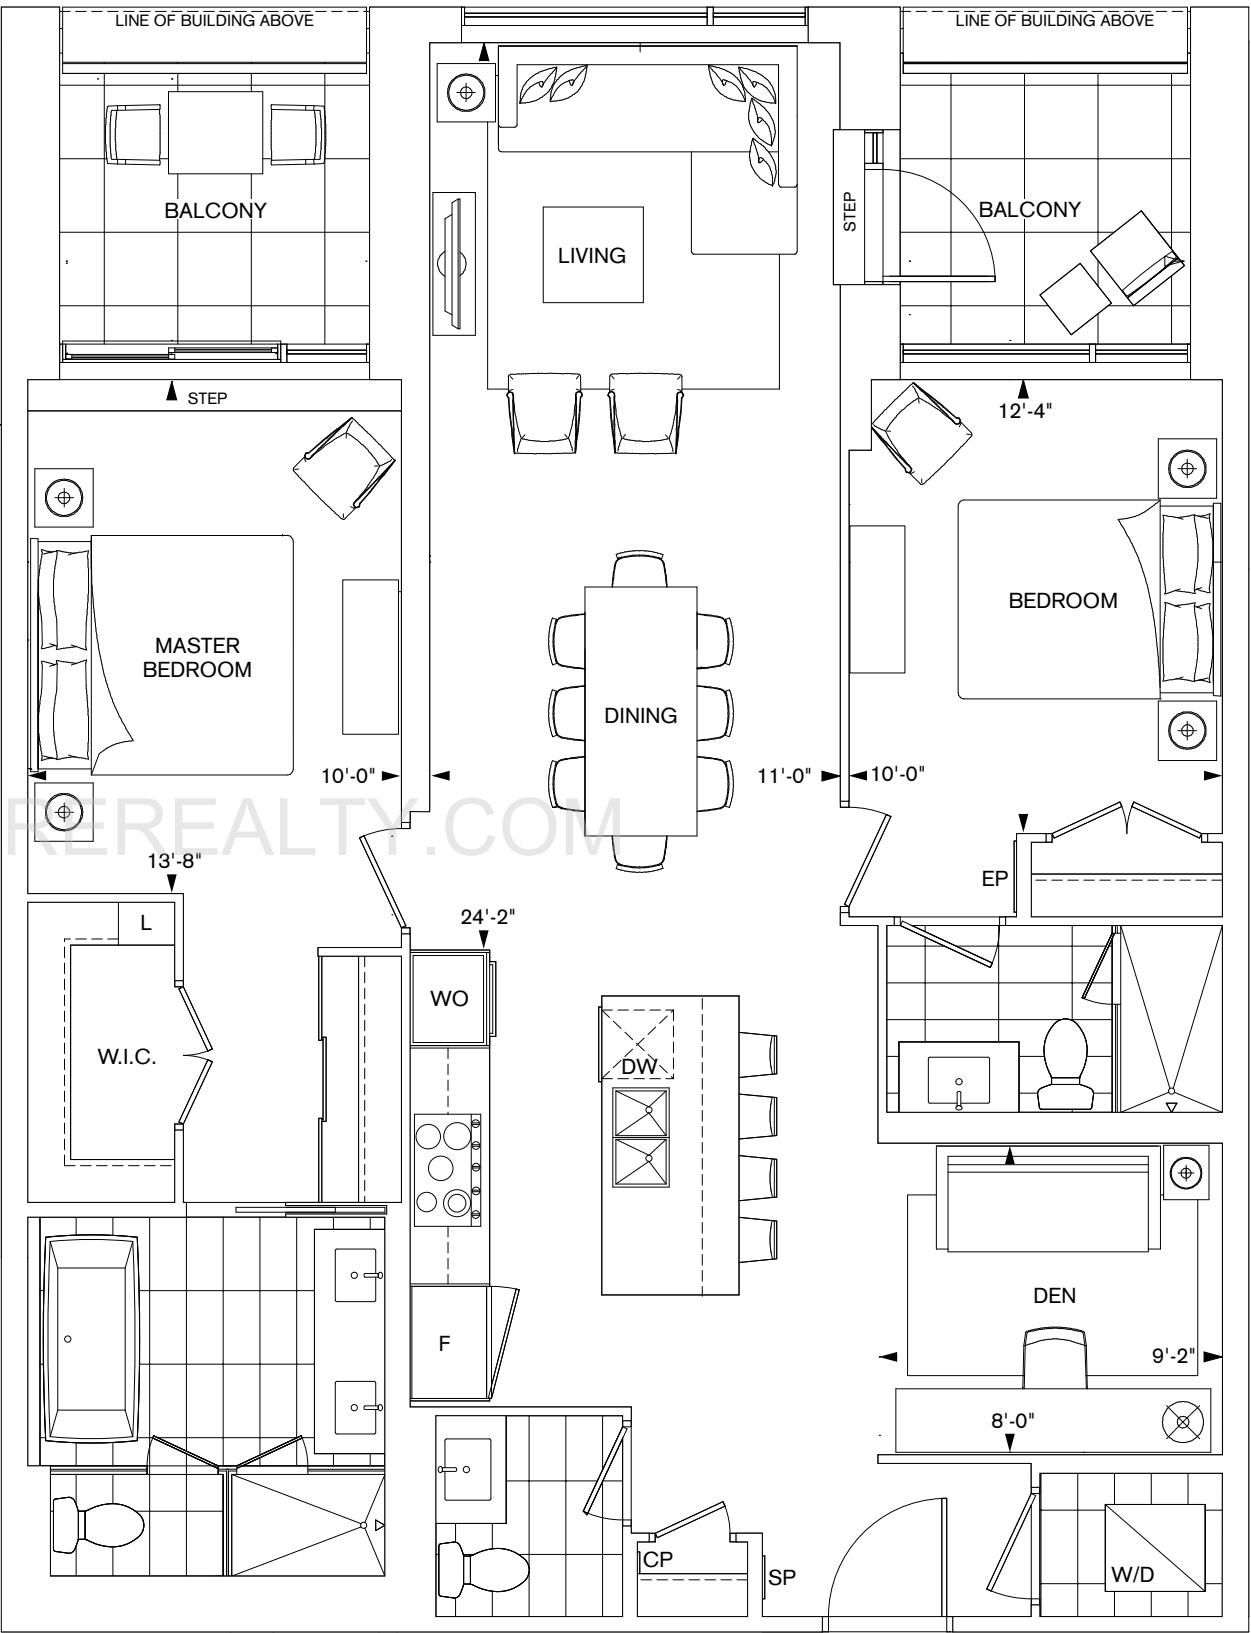 LINE OF BUILDING ABOVE
LINE OF BUILDING ABOVE
BALCONY
LIVING
STEP
BALCONY
STEP
12'-4"
MASTER
BEDROOM
DINING
BEDROOM
10'-0"
11'-0"
10'-0"
REREALTY.COM
13'-8"
EP
L
24'-2"
WO
W.I.C.
DW
DEN
F
9'-2"
8'-0"
CP
SP
W/D